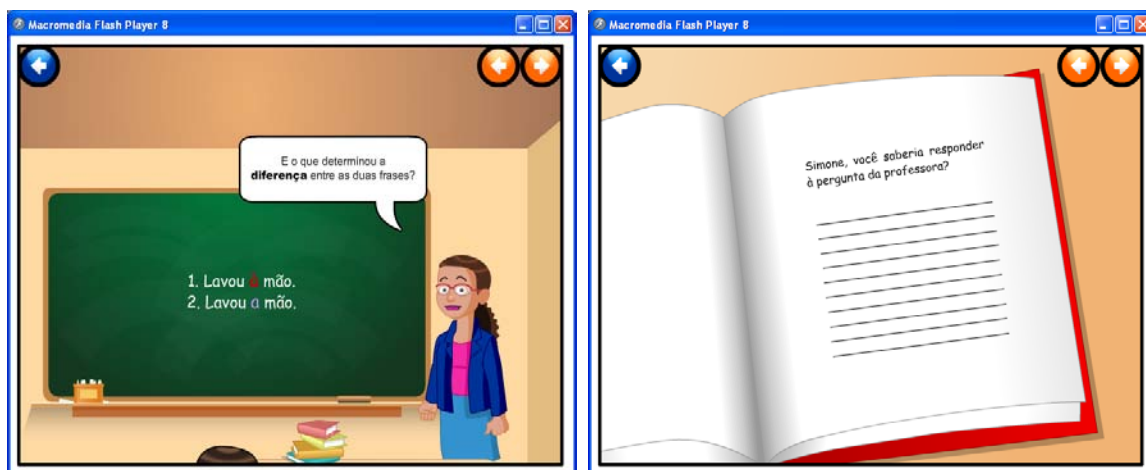 Macromedia Flash Player 8
E o que determinou a
diferença entre as duas frases?
1. Lavou à mão.
2. Lavou a mão.
Macromedia Flash Player 8
Simone, você saberia responder
à pergunta da professora?